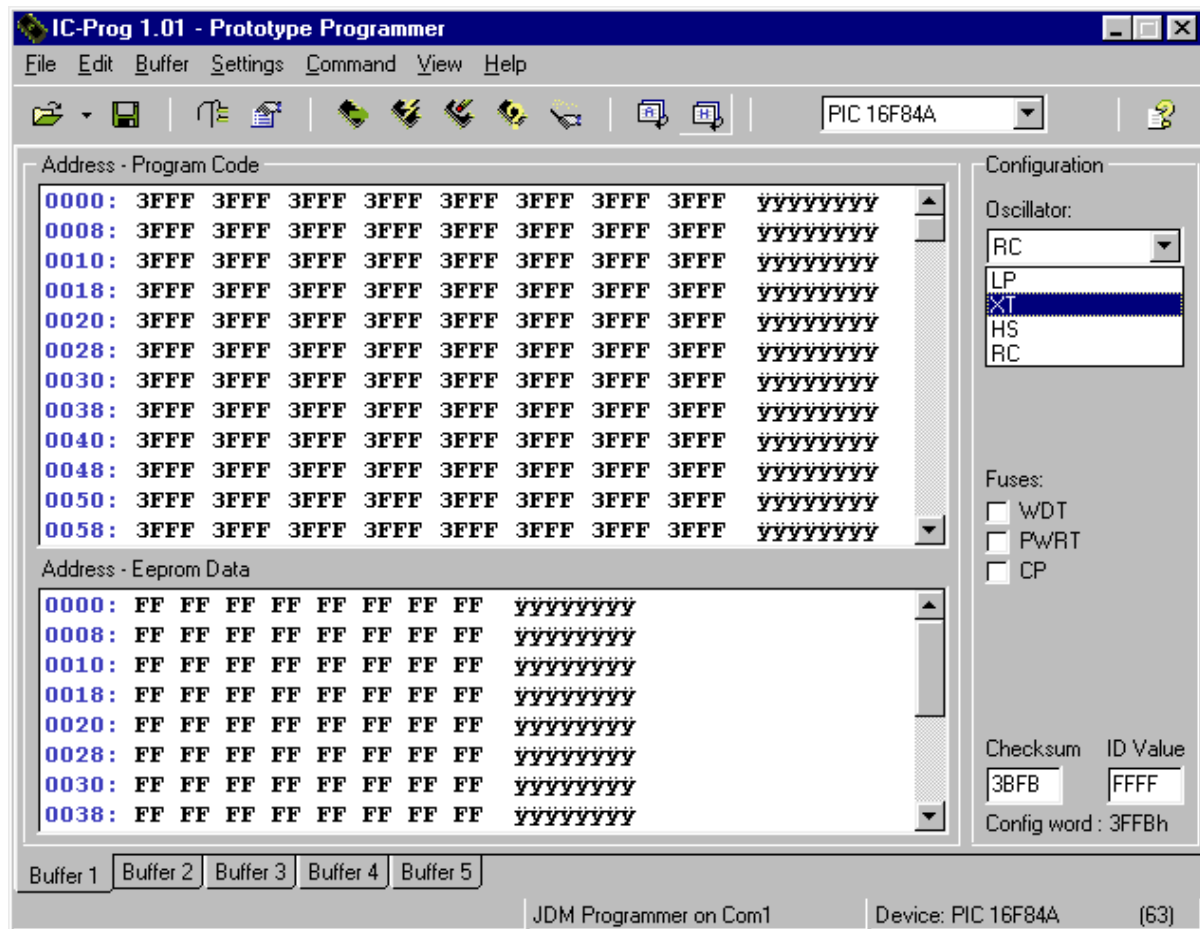 IC-Prog 1.01 - Prototype Programmer
File Edit Buffer Settings Command View Help
PIC 16F84A
Address - Program Code
0000: 3FFF 3FFF 3FFF 3FFF 3FFF 3FFF 3FFF 3FFF ÿÿÿÿÿÿÿÿ
0008: 3FFF 3FFF 3FFF 3FFF 3FFF 3FFF 3FFF 3FFF ÿÿÿÿÿÿÿÿ
0010: 3FFF 3FFF 3FFF 3FFF 3FFF 3FFF 3FFF 3FFF ÿÿÿÿÿÿÿÿ
0018: 3FFF 3FFF 3FFF 3FFF 3FFF 3FFF 3FFF 3FFF ÿÿÿÿÿÿÿÿ
0020: 3FFF 3FFF 3FFF 3FFF 3FFF 3FFF 3FFF 3FFF ÿÿÿÿÿÿÿÿ
0028: 3FFF 3FFF 3FFF 3FFF 3FFF 3FFF 3FFF 3FFF ÿÿÿÿÿÿÿÿ
0030: 3FFF 3FFF 3FFF 3FFF 3FFF 3FFF 3FFF 3FFF ÿÿÿÿÿÿÿÿ
0038: 3FFF 3FFF 3FFF 3FFF 3FFF 3FFF 3FFF 3FFF ÿÿÿÿÿÿÿÿ
0040: 3FFF 3FFF 3FFF 3FFF 3FFF 3FFF 3FFF 3FFF ÿÿÿÿÿÿÿÿ
0048: 3FFF 3FFF 3FFF 3FFF 3FFF 3FFF 3FFF 3FFF ÿÿÿÿÿÿÿÿ
0050: 3FFF 3FFF 3FFF 3FFF 3FFF 3FFF 3FFF 3FFF ÿÿÿÿÿÿÿÿ
0058: 3FFF 3FFF 3FFF 3FFF 3FFF 3FFF 3FFF 3FFF ÿÿÿÿÿÿÿÿ
Address - Eeprom Data
0000: FF FF FF FF FF FF FF FF ÿÿÿÿÿÿÿÿ
0008: FF FF FF FF FF FF FF FF ÿÿÿÿÿÿÿÿ
0010: FF FF FF FF FF FF FF FF ÿÿÿÿÿÿÿÿ
0018: FF FF FF FF FF FF FF FF ÿÿÿÿÿÿÿÿ
0020: FF FF FF FF FF FF FF FF ÿÿÿÿÿÿÿÿ
0028: FF FF FF FF FF FF FF FF ÿÿÿÿÿÿÿÿ
0030: FF FF FF FF FF FF FF FF ÿÿÿÿÿÿÿÿ
0038: FF FF FF FF FF FF FF FF ÿÿÿÿÿÿÿÿ
Configuration
Oscillator:
RC
LP
XT
HS
RC
Fuses:
WDT
PWRT
CP
Checksum ID Value
3BFB FFFF
Config word : 3FFBh
Buffer 1 Buffer 2 Buffer 3 Buffer 4 Buffer 5
JDM Programmer on Com1 Device: PIC 16F84A (63)